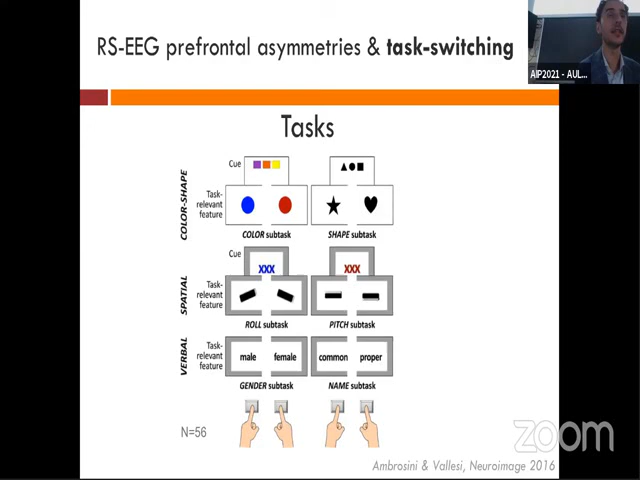 RS-EEG prefrontal asymmetries & task-switching
AIP2021 - AUL...
Tasks
Cue
COLOR-SHAPE
Task-relevant feature
COLOR subtask
SHAPE subtask
Cue
XXX
XXX
SPATIAL
Task-relevant feature
ROLL subtask
PITCH subtask
VERBAL
Task-relevant feature
male
female
common
proper
GENDER subtask
NAME subtask
N=56
zoom
Ambrosini & Vallesi, Neuroimage 2016